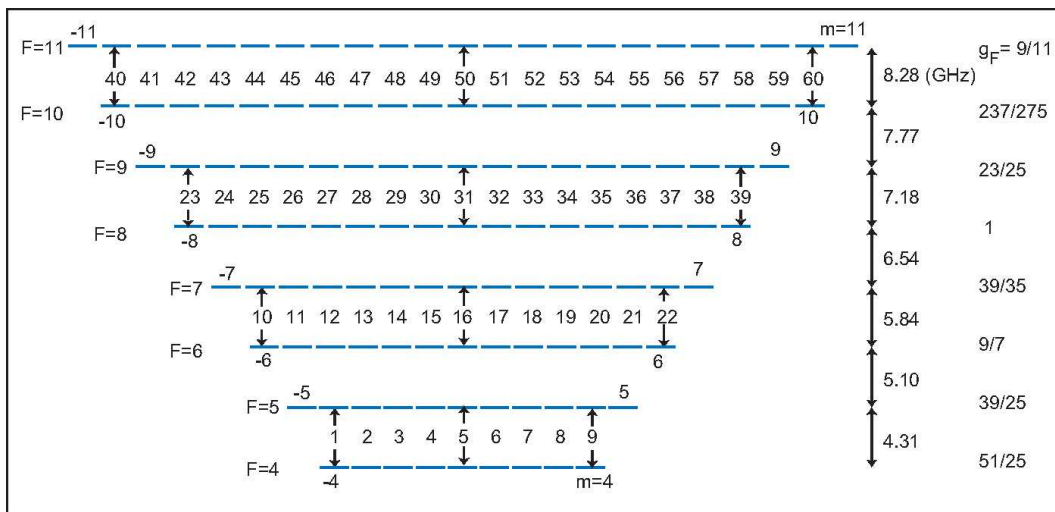 -11 m=11
F=11 g_F = 9/11
40 41 42 43 44 45 46 47 48 49 50 51 52 53 54 55 56 57 58 59 60 8.28 (GHz)
F=10 -10 10 237/275
7.77
-9 9
F=9 23/25
23 24 25 26 27 28 29 30 31 32 33 34 35 36 37 38 39 7.18
F=8 -8 8 1
6.54
-7 7
F=7 39/35
10 11 12 13 14 15 16 17 18 19 20 21 22 5.84
F=6 -6 6 9/7
5.10
-5 5
F=5 39/25
1 2 3 4 5 6 7 8 9 4.31
F=4 51/25
-4 m=4